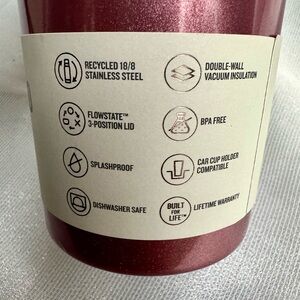 RECYCLED 18/8
STAINLESS STEEL
DOUBLE-WALL
VACUUM INSULATION
FLOWSTATE™
3-POSITION LID
BPA FREE
SPLASHPROOF
CAR CUP HOLDER
COMPATIBLE
DISHWASHER SAFE
BUILT
FOR
LIFE™
LIFETIME WARRANTY